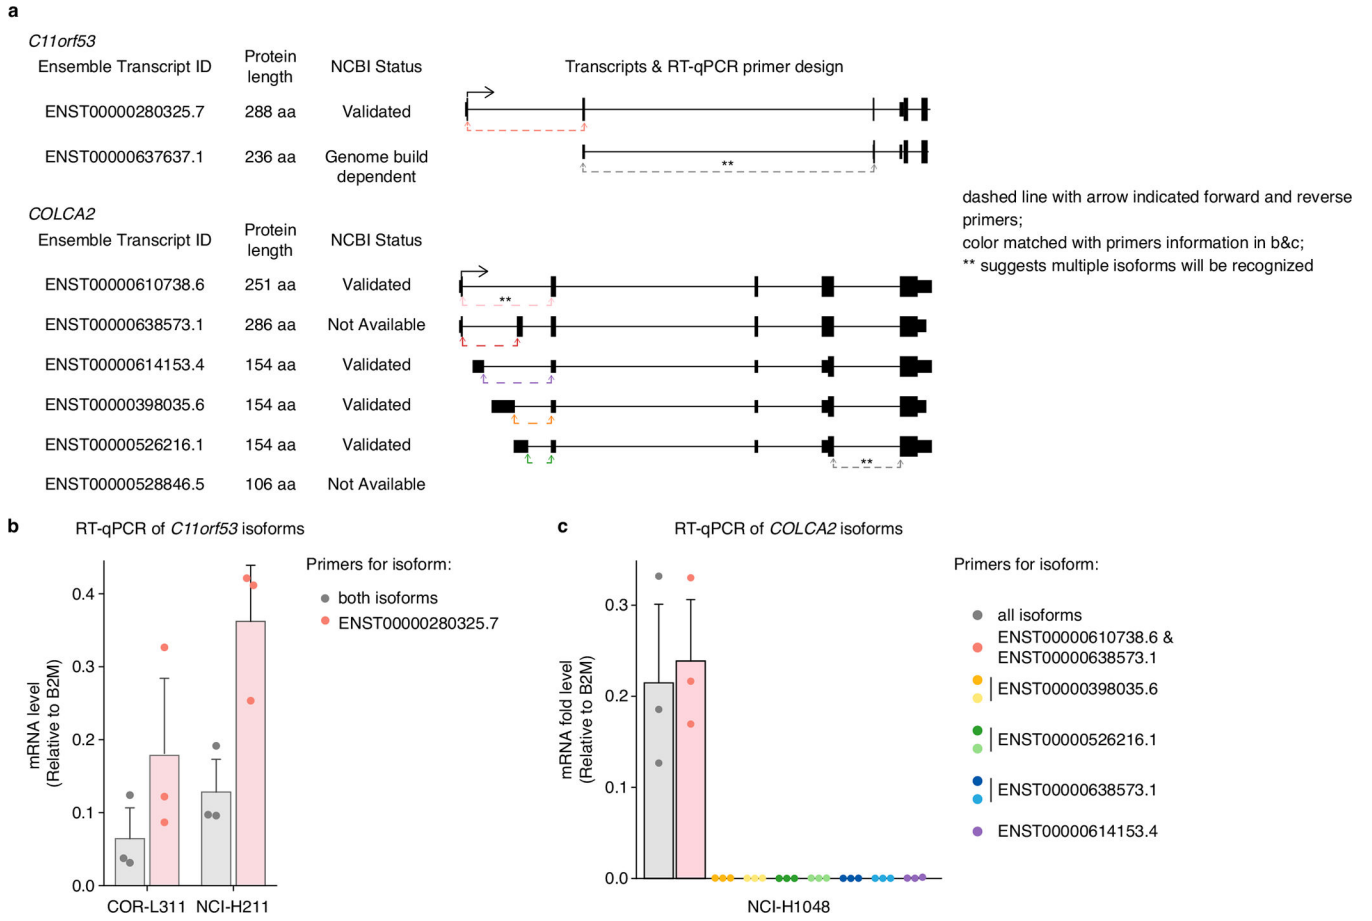 a
C11orf53
Ensemble Transcript ID
Protein
length
NCBI Status
Transcripts & RT-qPCR primer design
ENST00000280325.7
288 aa
Validated
ENST00000637637.1
236 aa
Genome build
dependent
**
COLCA2
Ensemble Transcript ID
Protein
length
NCBI Status
dashed line with arrow indicated forward and reverse
primers;
color matched with primers information in b&c;
** suggests multiple isoforms will be recognized
ENST00000610738.6
251 aa
Validated
**
ENST00000638573.1
286 aa
Not Available
ENST00000614153.4
154 aa
Validated
ENST00000398035.6
154 aa
Validated
ENST00000526216.1
154 aa
Validated
**
ENST00000528846.5
106 aa
Not Available
b
RT-qPCR of C11orf53 isoforms
mRNA level
(Relative to B2M)
0.4
0.3
0.2
0.1
0.0
COR-L311
NCI-H211
Primers for isoform:
both isoforms
ENST00000280325.7
c
RT-qPCR of COLCA2 isoforms
mRNA fold level
(Relative to B2M)
0.3
0.2
0.1
0.0
NCI-H1048
Primers for isoform:
all isoforms
ENST00000610738.6 &
ENST00000638573.1
ENST00000398035.6
ENST00000526216.1
ENST00000638573.1
ENST00000614153.4